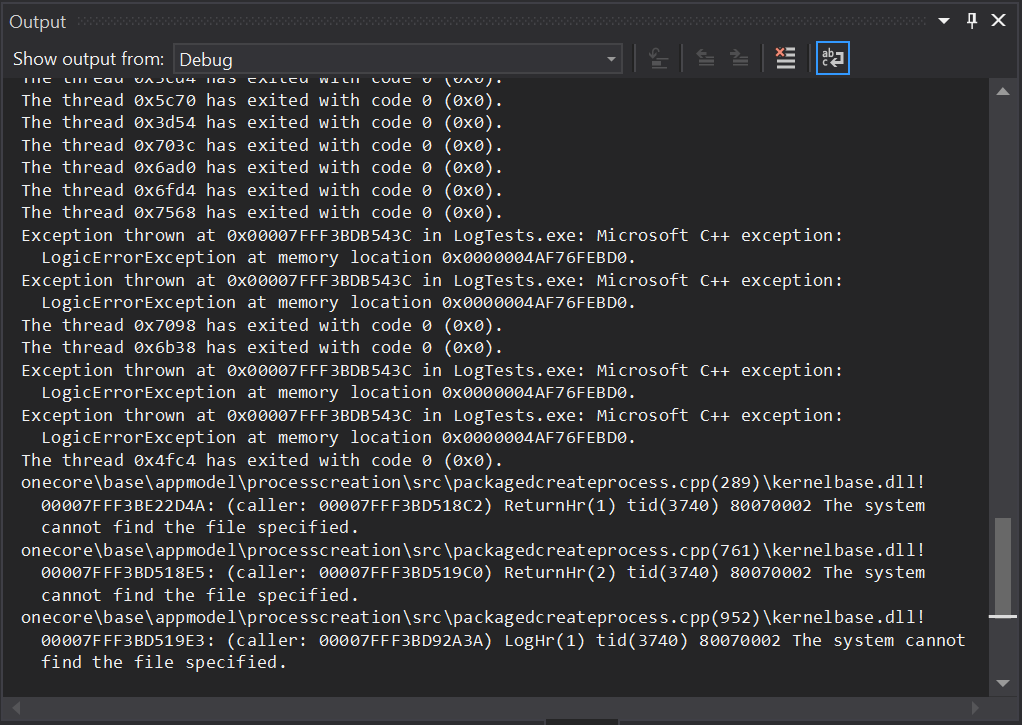 Output
Show output from: Debug
The thread 0x5cd4 has exited with code 0 (0x0).
The thread 0x5c70 has exited with code 0 (0x0).
The thread 0x3d54 has exited with code 0 (0x0).
The thread 0x703c has exited with code 0 (0x0).
The thread 0x6ad0 has exited with code 0 (0x0).
The thread 0x6fd4 has exited with code 0 (0x0).
The thread 0x7568 has exited with code 0 (0x0).
Exception thrown at 0x00007FFF3BDB543C in LogTests.exe: Microsoft C++ exception:
LogicErrorException at memory location 0x0000004AF76FEBD0.
Exception thrown at 0x00007FFF3BDB543C in LogTests.exe: Microsoft C++ exception:
LogicErrorException at memory location 0x0000004AF76FEBD0.
The thread 0x7098 has exited with code 0 (0x0).
The thread 0x6b38 has exited with code 0 (0x0).
Exception thrown at 0x00007FFF3BDB543C in LogTests.exe: Microsoft C++ exception:
LogicErrorException at memory location 0x0000004AF76FEBD0.
Exception thrown at 0x00007FFF3BDB543C in LogTests.exe: Microsoft C++ exception:
LogicErrorException at memory location 0x0000004AF76FEBD0.
The thread 0x4fc4 has exited with code 0 (0x0).
onecore\base\appmodel\processcreation\src\packagedcreateprocess.cpp(289)\kernelbase.dll!
00007FFF3BE22D4A: (caller: 00007FFF3BD518C2) ReturnHr(1) tid(3740) 80070002 The system
cannot find the file specified.
onecore\base\appmodel\processcreation\src\packagedcreateprocess.cpp(761)\kernelbase.dll!
00007FFF3BD518E5: (caller: 00007FFF3BD519C0) ReturnHr(2) tid(3740) 80070002 The system
cannot find the file specified.
onecore\base\appmodel\processcreation\src\packagedcreateprocess.cpp(952)\kernelbase.dll!
00007FFF3BD519E3: (caller: 00007FFF3BD92A3A) LogHr(1) tid(3740) 80070002 The system cannot
find the file specified.